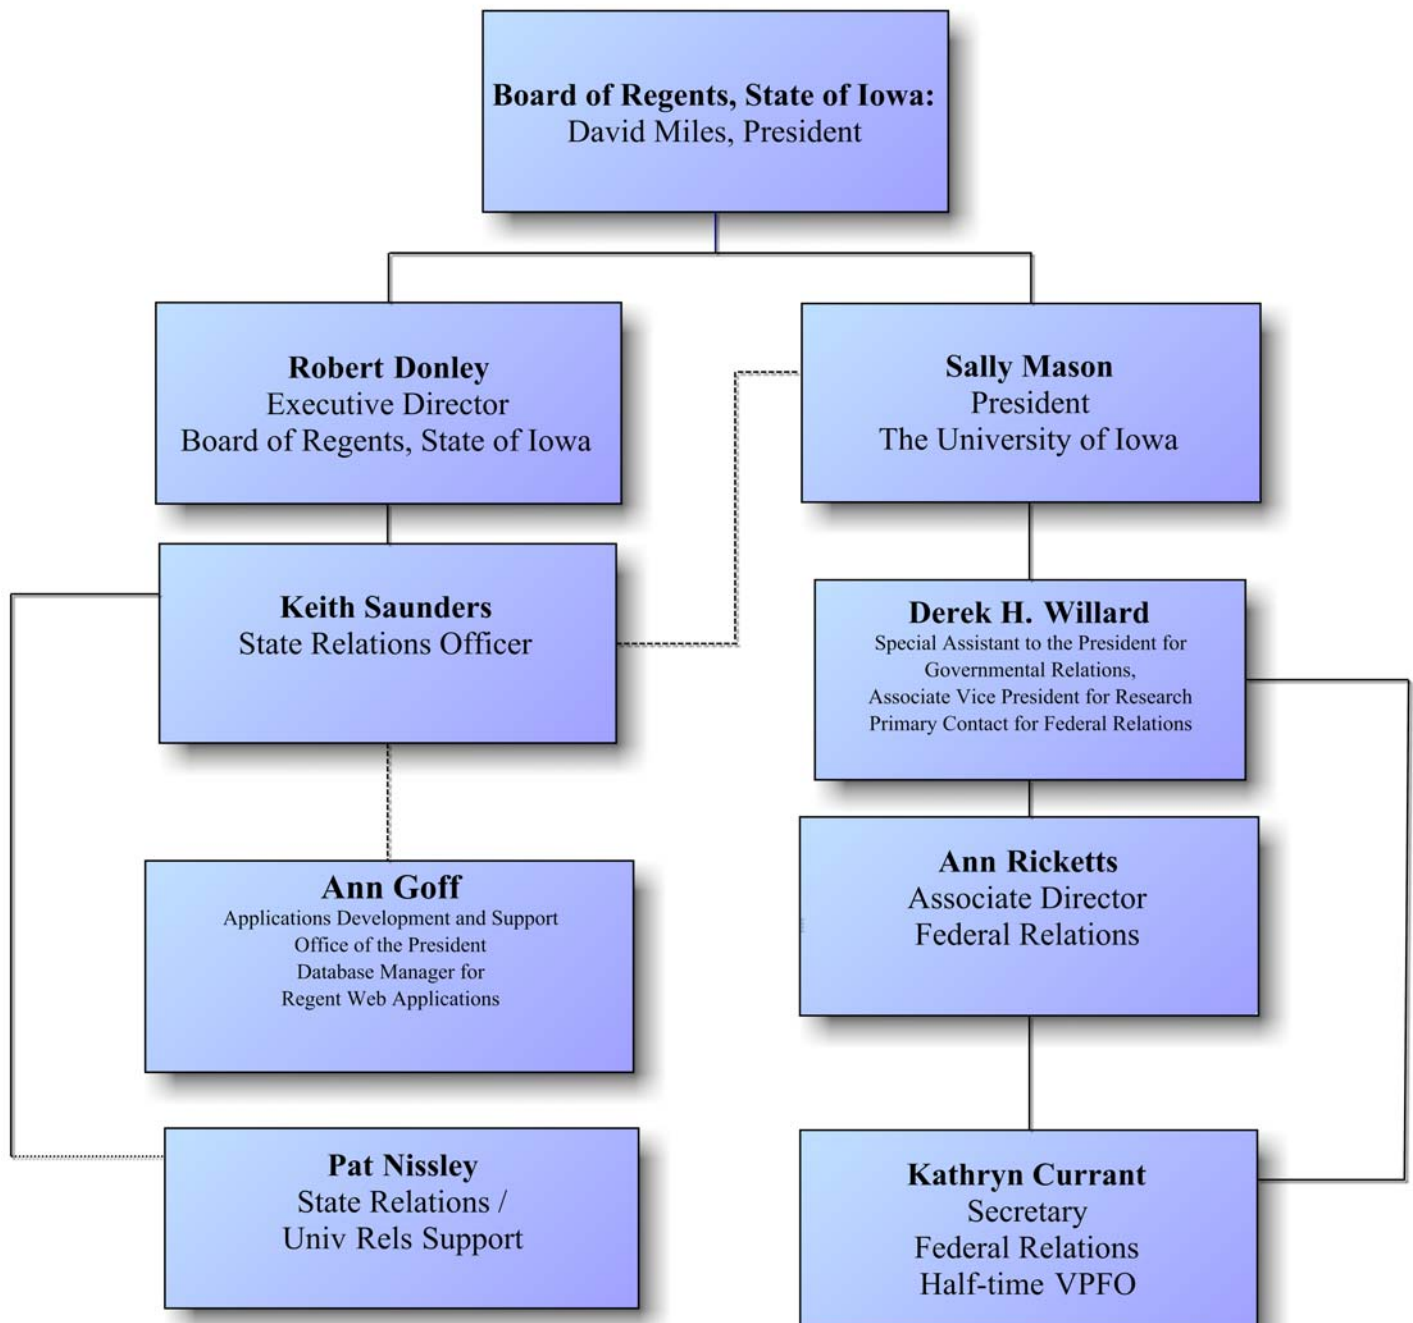 Board of Regents, State of Iowa:
David Miles, President
Robert Donley
Executive Director
Board of Regents, State of Iowa
Sally Mason
President
The University of Iowa
Keith Saunders
State Relations Officer
Derek H. Willard
Special Assistant to the President for
Governmental Relations,
Associate Vice President for Research
Primary Contact for Federal Relations
Ann Goff
Applications Development and Support
Office of the President
Database Manager for
Regent Web Applications
Ann Ricketts
Associate Director
Federal Relations
Pat Nissley
State Relations /
Univ Rels Support
Kathryn Currant
Secretary
Federal Relations
Half-time VPFO